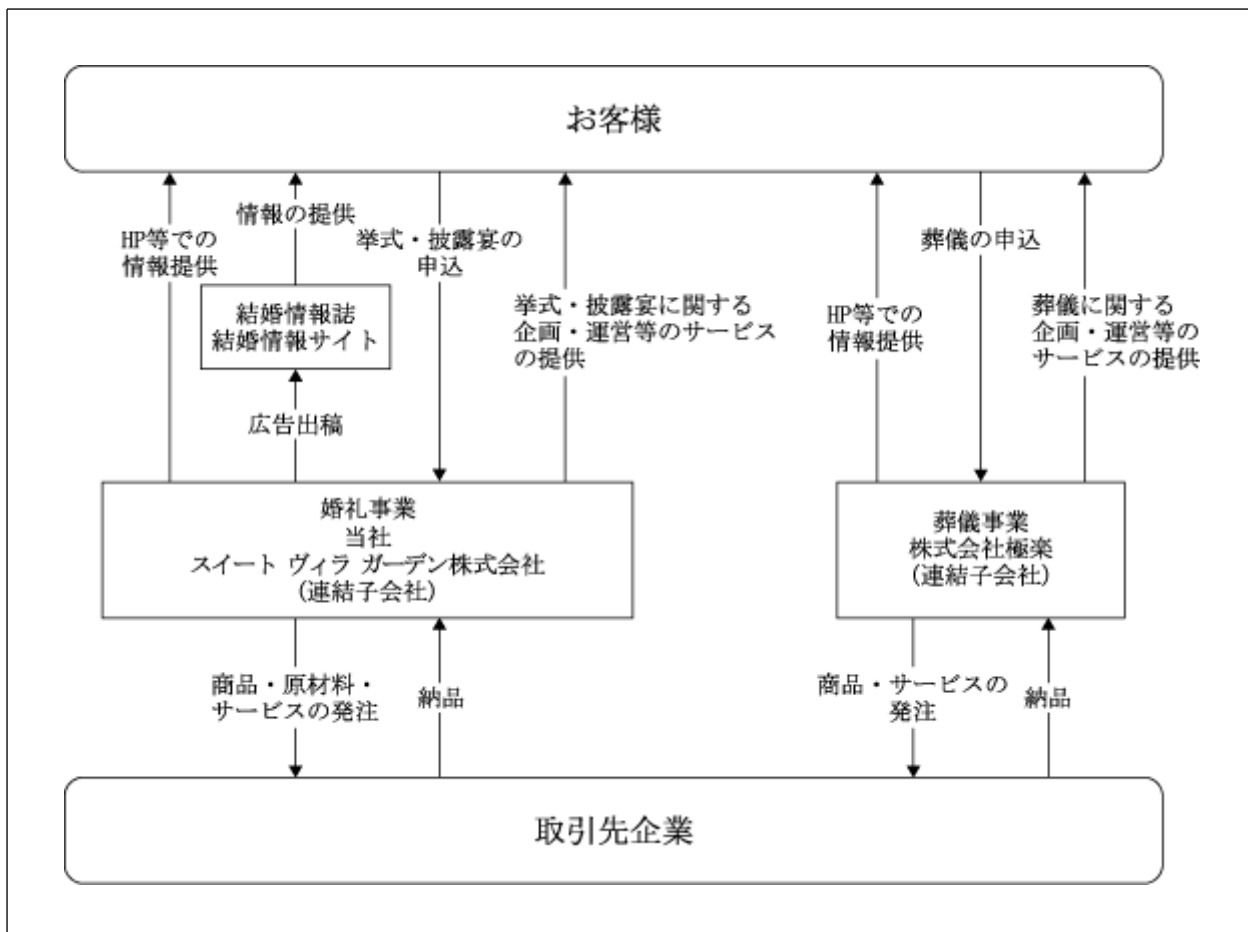 お客様
HP等での
情報提供
情報の提供
結婚情報誌
結婚情報サイト
広告出稿
挙式・披露宴の
申込
挙式・披露宴に関する
企画・運営等のサービス
の提供
HP等での
情報提供
葬儀の申込
葬儀に関する
企画・運営等の
サービスの提供
婚礼事業
当社
スイート ヴィラ ガーデン株式会社
(連結子会社)
葬儀事業
株式会社極楽
(連結子会社)
商品・原材料・
サービスの発注
納品
商品・サービスの
発注
納品
取引先企業